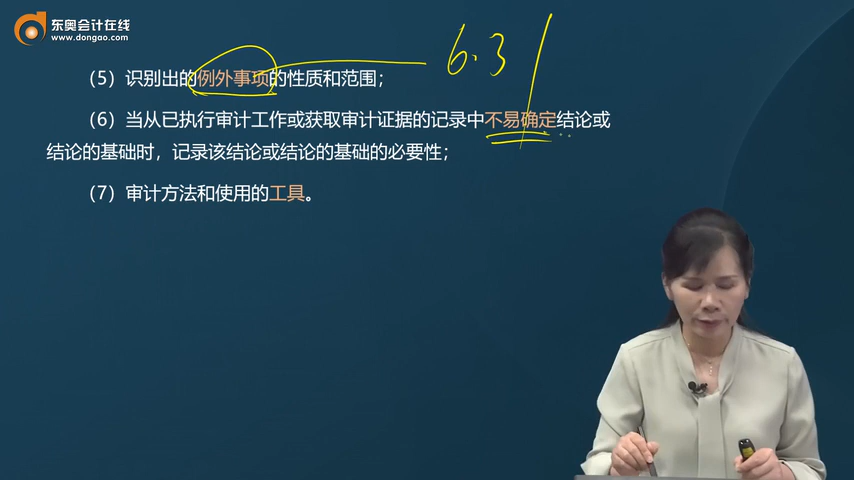 东奥会计在线
www.dongao.com
6.3
（5）识别出的例外事项的性质和范围；
（6）当从已执行审计工作或获取审计证据的记录中不易确定结论或
结论的基础时，记录该结论或结论的基础的必要性；
（7）审计方法和使用的工具。